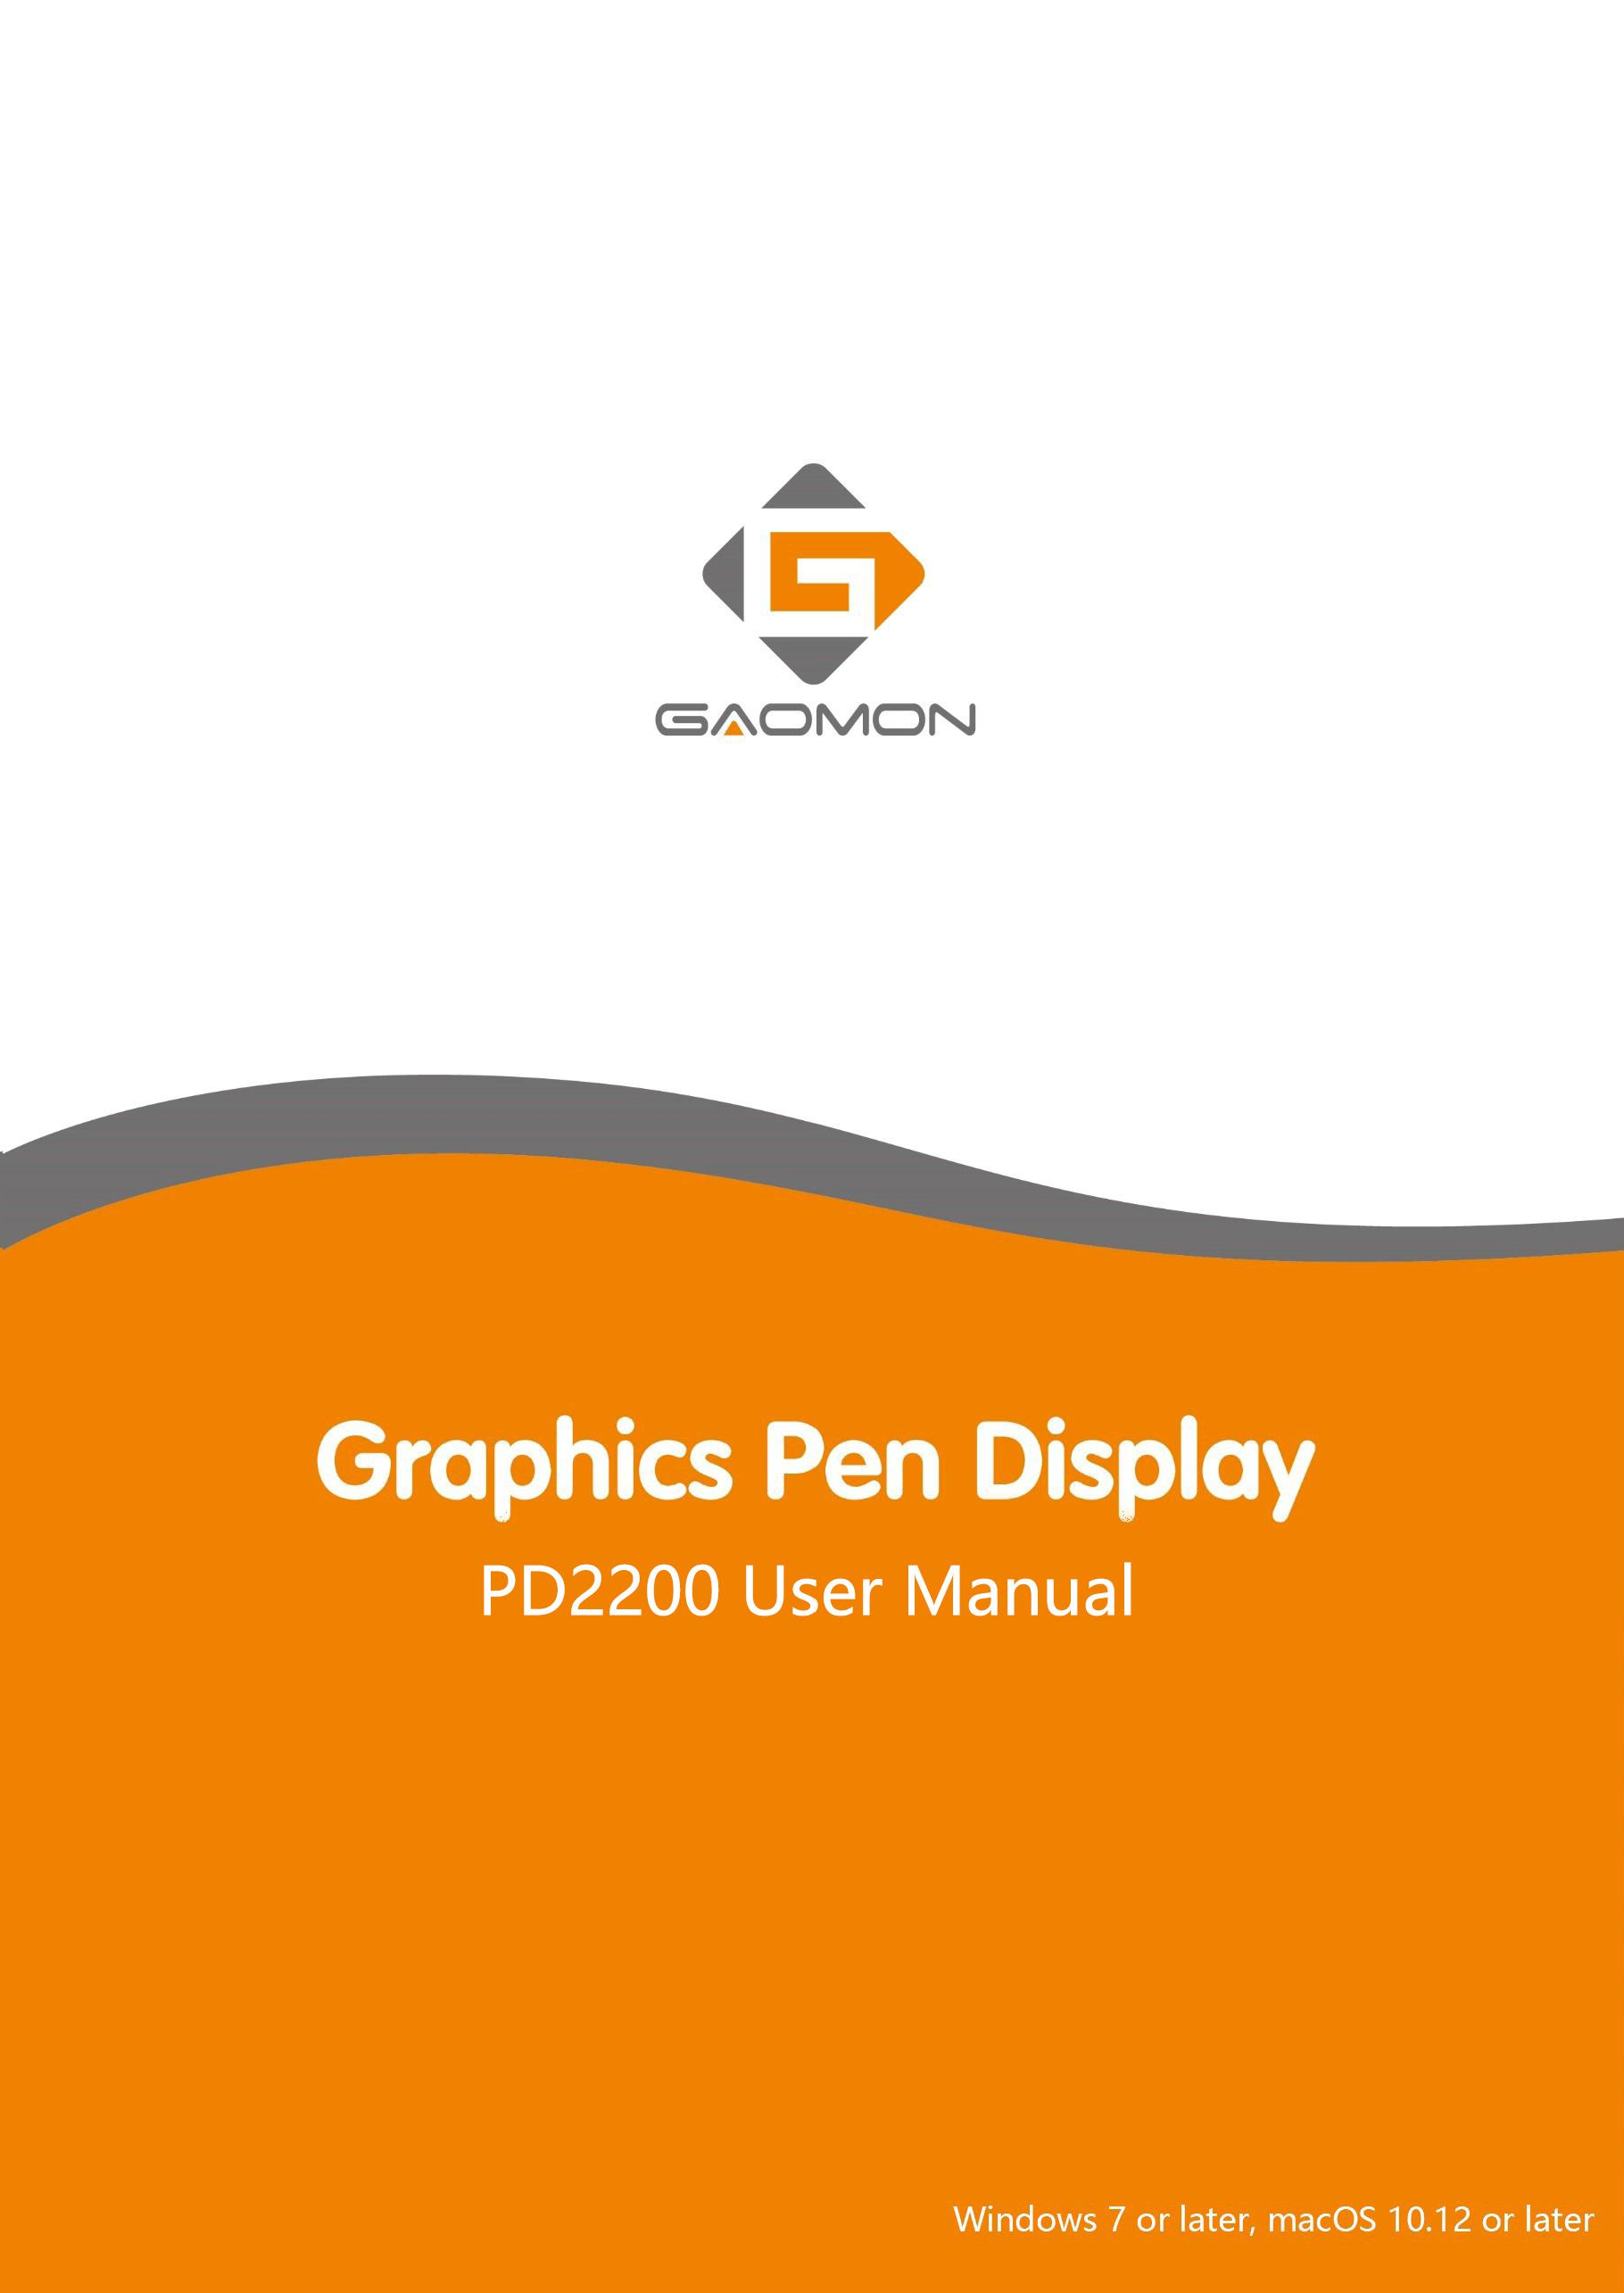 GAOMON
Graphics Pen Display
PD2200 User Manual
Windows 7 or later, macOS 10.12 or later